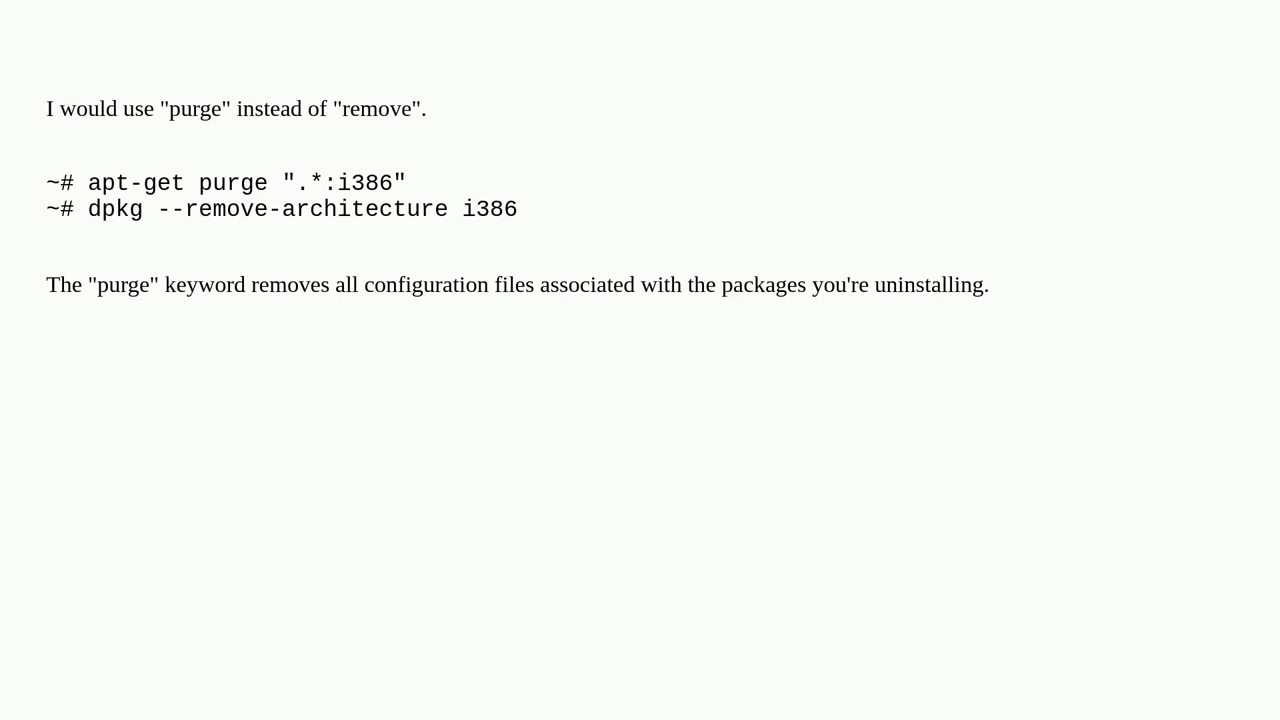 I would use "purge" instead of "remove".
~# apt-get purge ".*:i386"
~# dpkg --remove-architecture i386
The "purge" keyword removes all configuration files associated with the packages you're uninstalling.